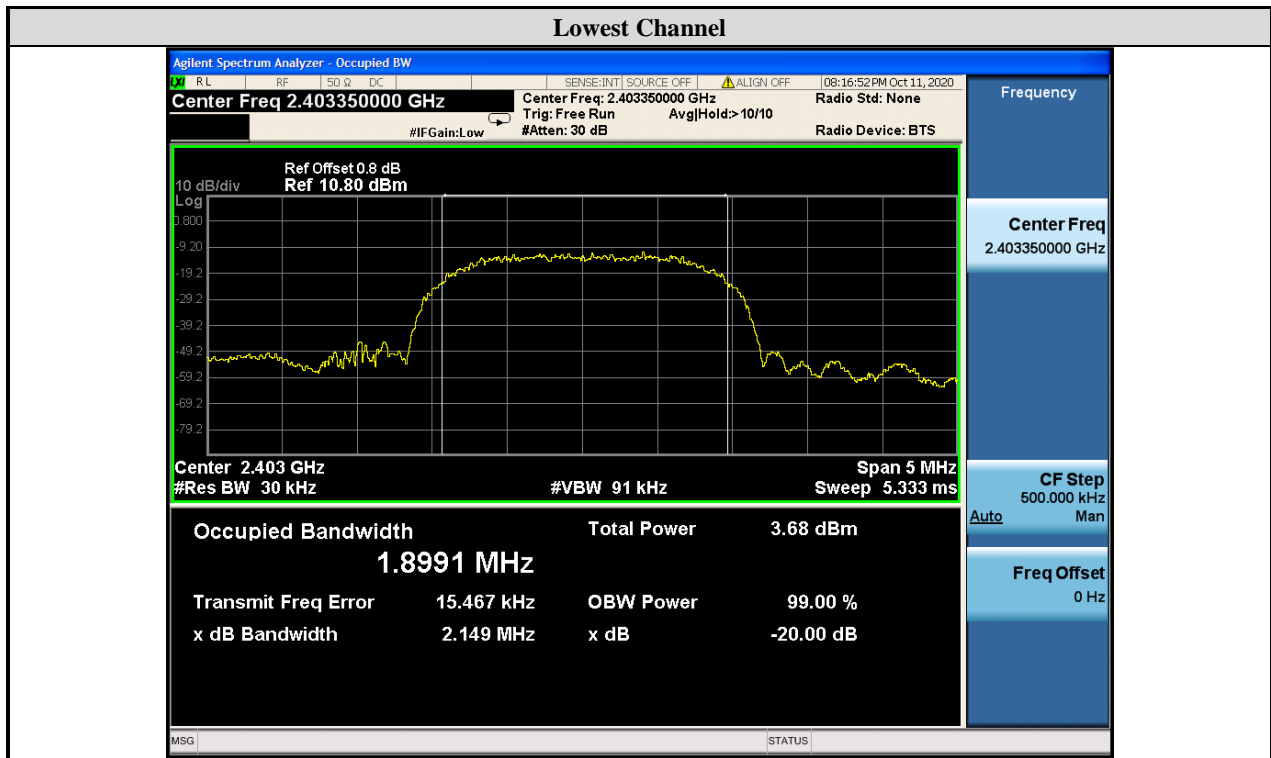 Lowest Channel
Agilent Spectrum Analyzer - Occupied BW
LXI RL RF 50 Ω DC SENSE:INT SOURCE OFF ALIGN OFF 08:16:52 PM Oct 11, 2020
Center Freq 2.403350000 GHz
Center Freq: 2.403350000 GHz Radio Std: None
Trig: Free Run Avg|Hold:> 10/10
#IFGain:Low #Atten: 30 dB Radio Device: BTS
Frequency
Ref Offset 0.8 dB
10 dB/div Ref 10.80 dBm
Log
0.800
-9.20
-19.2
-29.2
-39.2
-49.2
-59.2
-69.2
-79.2
Center 2.403 GHz Span 5 MHz
#Res BW 30 kHz #VBW 91 kHz Sweep 5.333 ms
Occupied Bandwidth Total Power 3.68 dBm
1.8991 MHz
Transmit Freq Error 15.467 kHz OBW Power 99.00 %
x dB Bandwidth 2.149 MHz x dB -20.00 dB
Center Freq
2.403350000 GHz
CF Step
500.000 kHz
Auto Man
Freq Offset
0 Hz
MSG STATUS